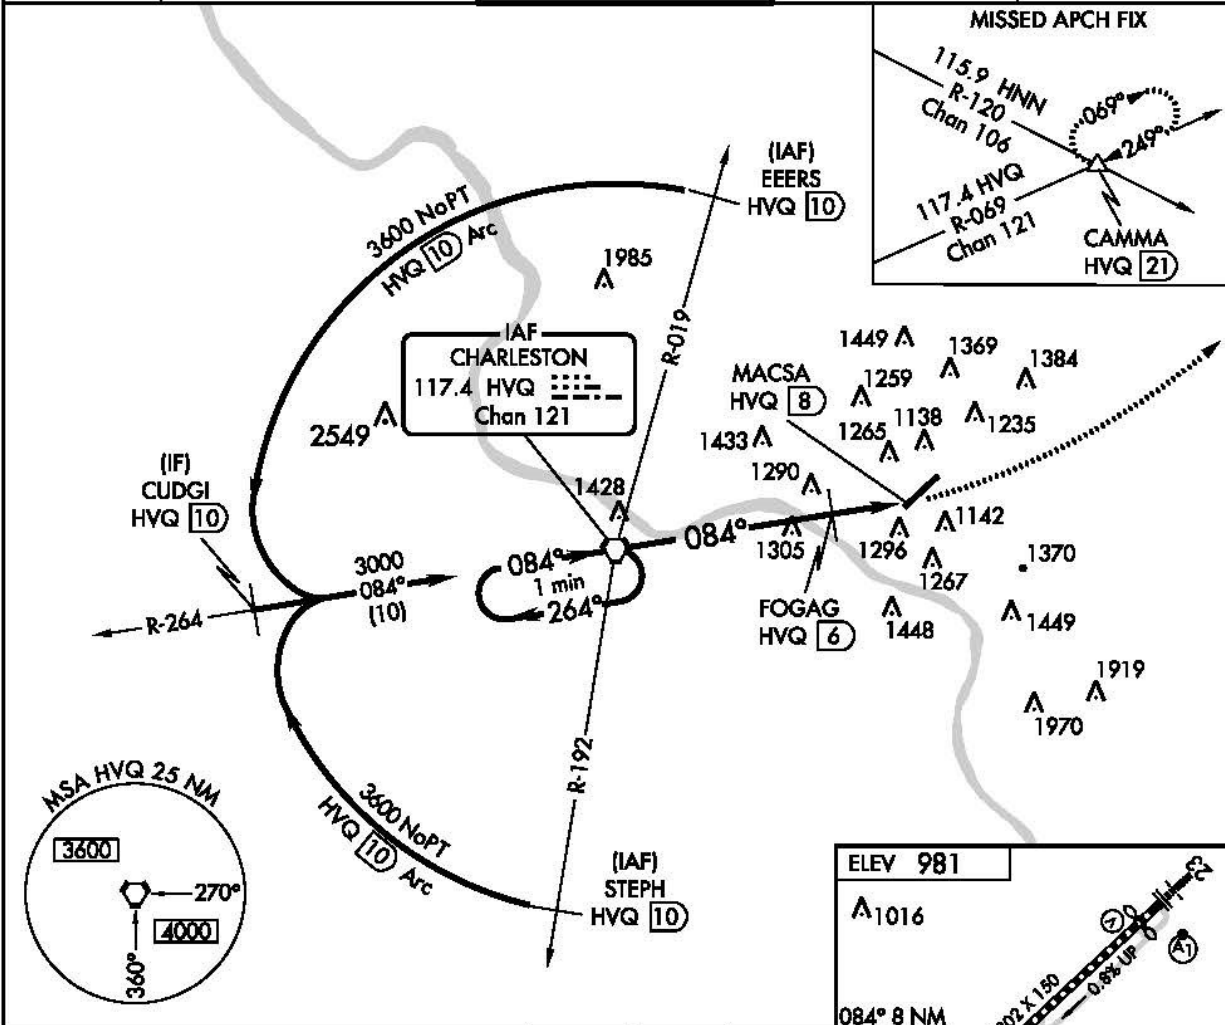 MISSED APCH FIX
115.9 HNN
R-120
Chan 106
069°
249°
117.4 HVQ
R-069
Chan 121
CAMMA
HVQ 21
(IAF)
EEERS
HVQ 10
3600 NoPT
HVQ 10 Arc
1985
R-019
IAF
CHARLESTON
117.4 HVQ
Chan 121
2549
MACSA
HVQ 8
1449
1369
1384
1259
1138
1235
1433
1265
1290
(IF)
CUDGI
HVQ 10
1428
084°
1305
1296
1142
1370
1267
3000
084°
(10)
084°
1 min
264°
R-264
FOGAG
HVQ 6
1448
1449
1919
1970
R-192
3600 NoPT
HVQ 10 Arc
(IAF)
STEPH
HVQ 10
MSA HVQ 25 NM
3600
270°
4000
360°
ELEV 981
1016
23
A
A1
0.8% UP
084° 8 NM